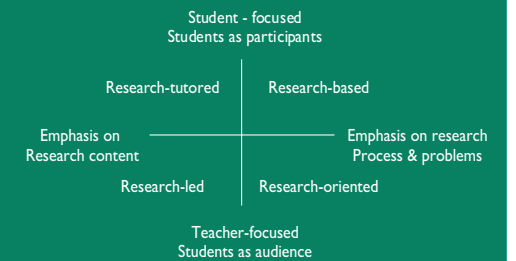 Student - focused
Students as participants
Research-tutored
Research-based
Emphasis on
Research content
Emphasis on research
Process & problems
Research-led
Research-oriented
Teacher-focused
Students as audience